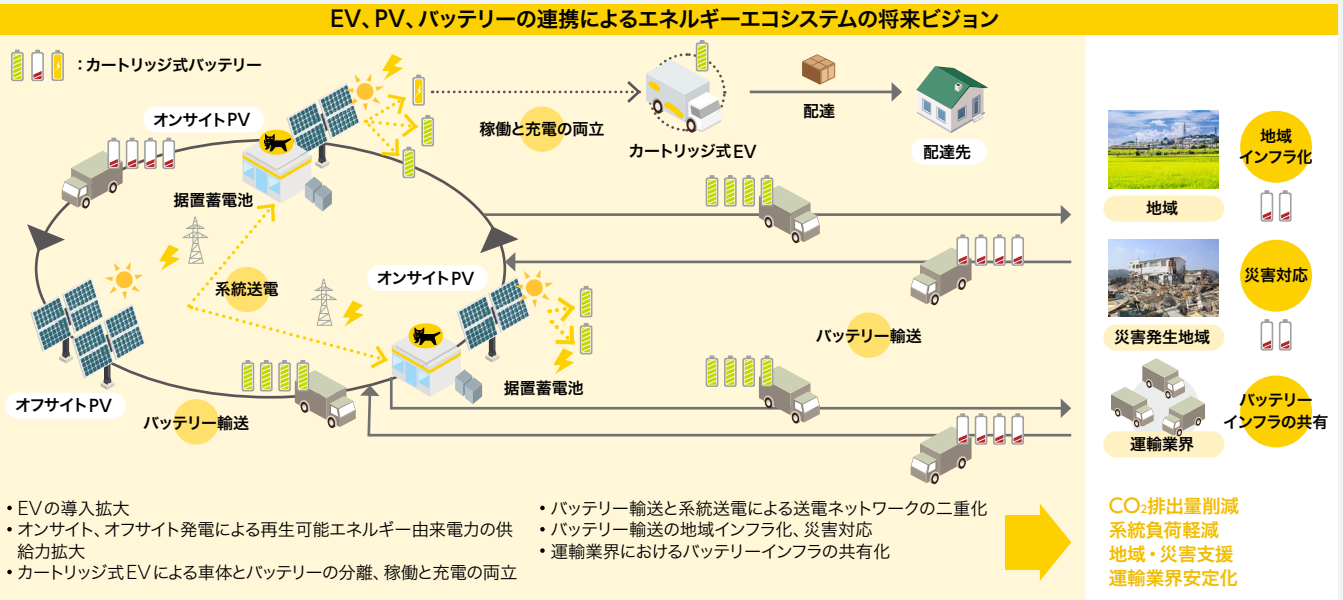 EV、PV、バッテリーの連携によるエネルギーエコシステムの将来ビジョン
：カートリッジ式バッテリー
オンサイトPV
据置蓄電池
稼働と充電の両立
カートリッジ式EV
配達
配達先
系統送電
オンサイトPV
据置蓄電池
オフサイトPV
バッテリー輸送
バッテリー輸送
地域
地域
インフラ化
災害発生地域
災害対応
運輸業界
バッテリー
インフラの共有
• EVの導入拡大
• オンサイト、オフサイト発電による再生可能エネルギー由来電力の供
給力拡大
• カートリッジ式EVによる車体とバッテリーの分離、稼働と充電の両立
• バッテリー輸送と系統送電による送電ネットワークの二重化
• バッテリー輸送の地域インフラ化、災害対応
• 運輸業界におけるバッテリーインフラの共有化
CO₂排出量削減
系統負荷軽減
地域・災害支援
運輸業界安定化